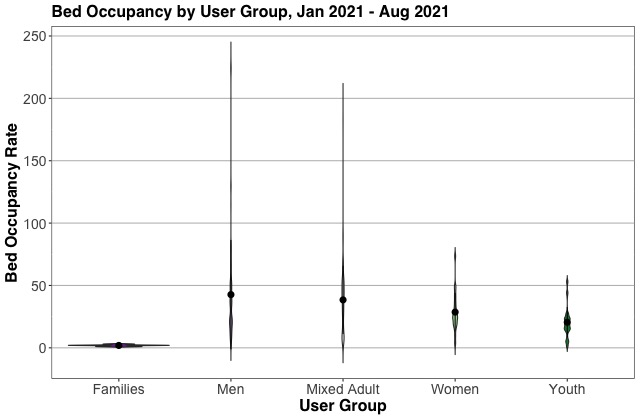 Bed Occupancy by User Group, Jan 2021 - Aug 2021
250
200
150
100
50
0
Bed Occupancy Rate
Families Men Mixed Adult Women Youth
User Group